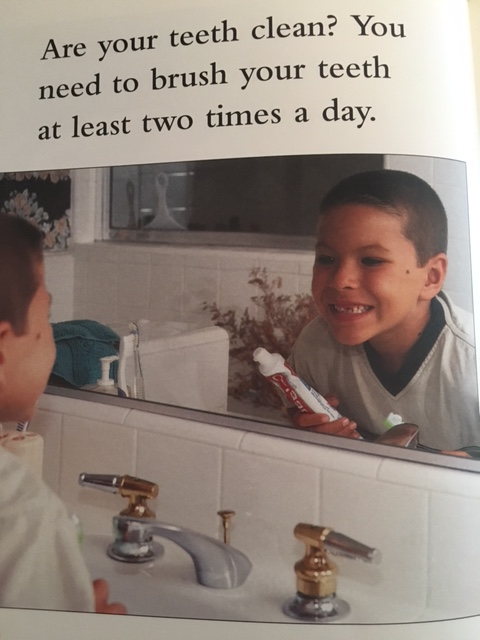 Are your teeth clean? You
need to brush your teeth
at least two times a day.